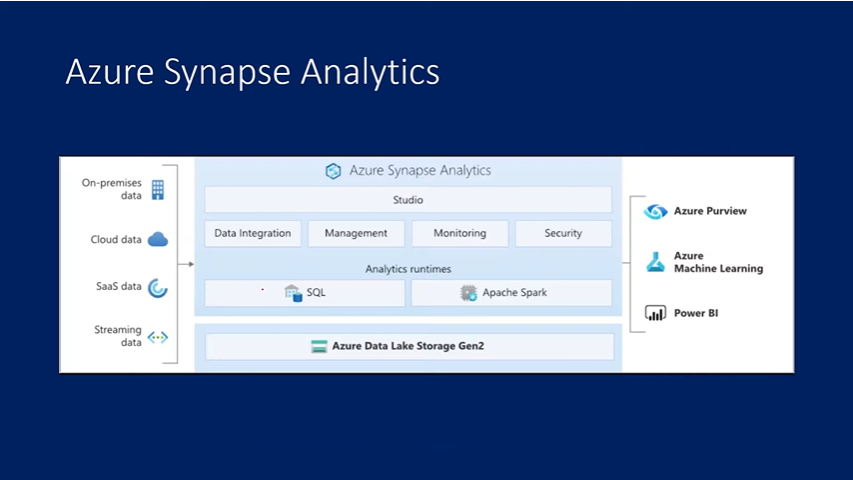 Azure Synapse Analytics
On-premises
data
Cloud data
SaaS data
Streaming
data
Azure Synapse Analytics
Studio
Data Integration
Management
Monitoring
Security
Analytics runtimes
SQL
Apache Spark
Azure Data Lake Storage Gen2
Azure Purview
Azure
Machine Learning
Power BI